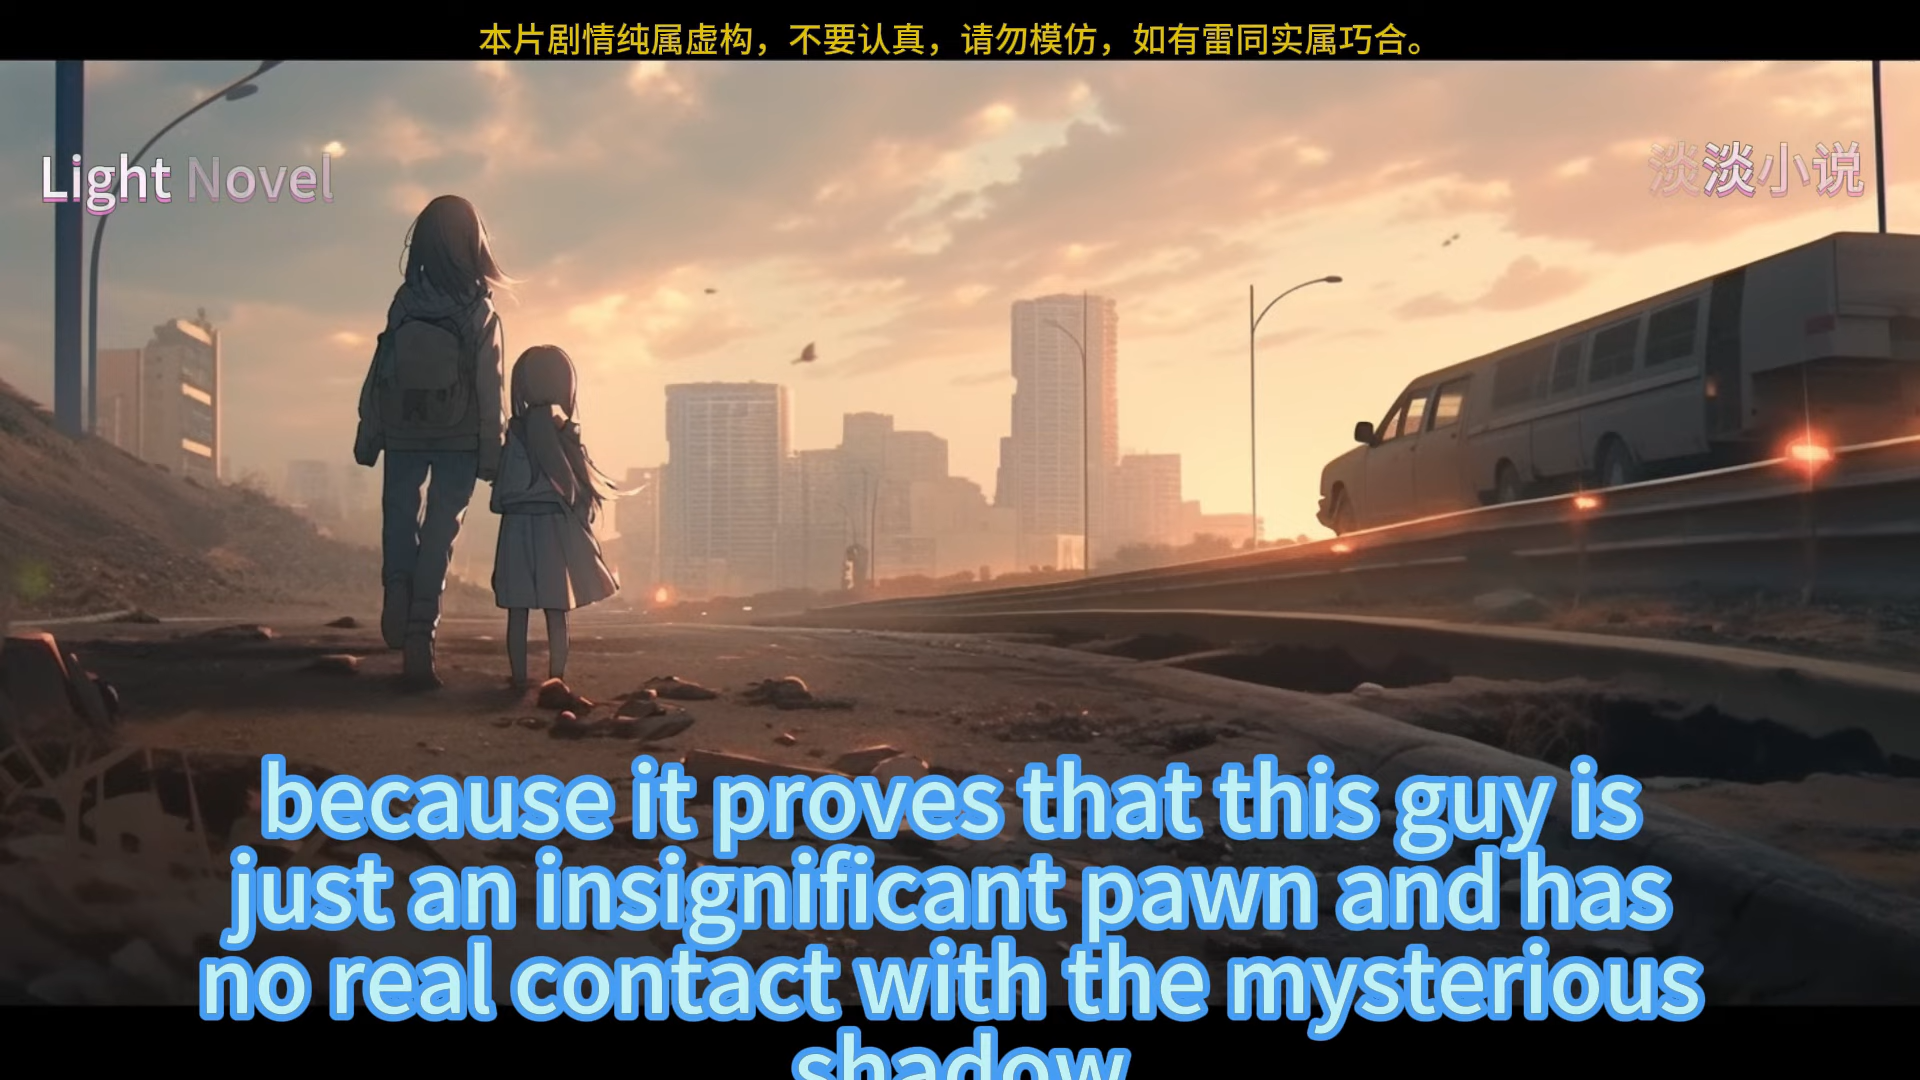 本片剧情纯属虚构，不要认真，请勿模仿，如有雷同实属巧合。
Light Novel
淡淡小说
because it proves that this guy is
just an insignificant pawn and has
no real contact with the mysterious
shadow